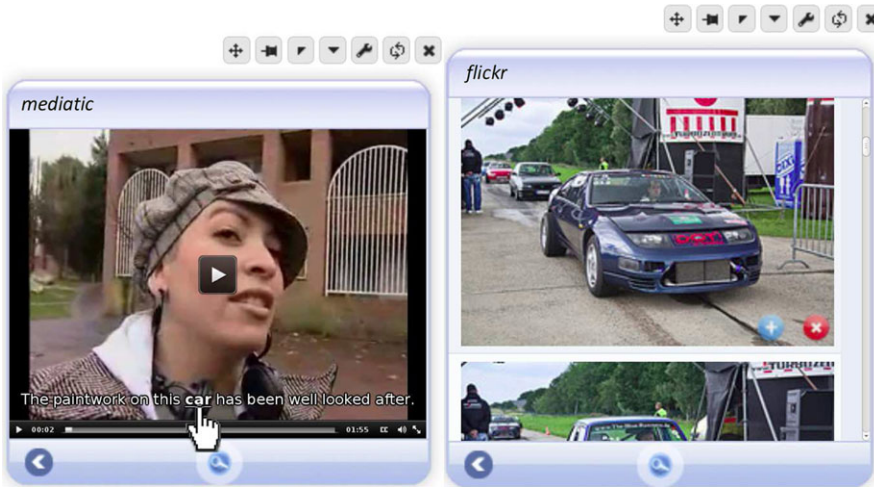 mediatic
The paintwork on this car has been well looked after.
00:02
01:55
CC
flickr